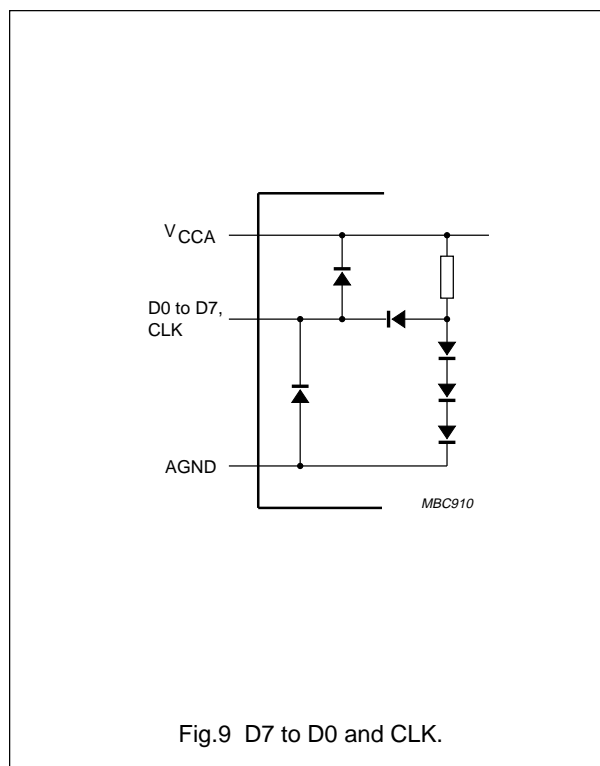 V CCA
D0 to D7,
CLK
AGND
MBC910
Fig.9 D7 to D0 and CLK.